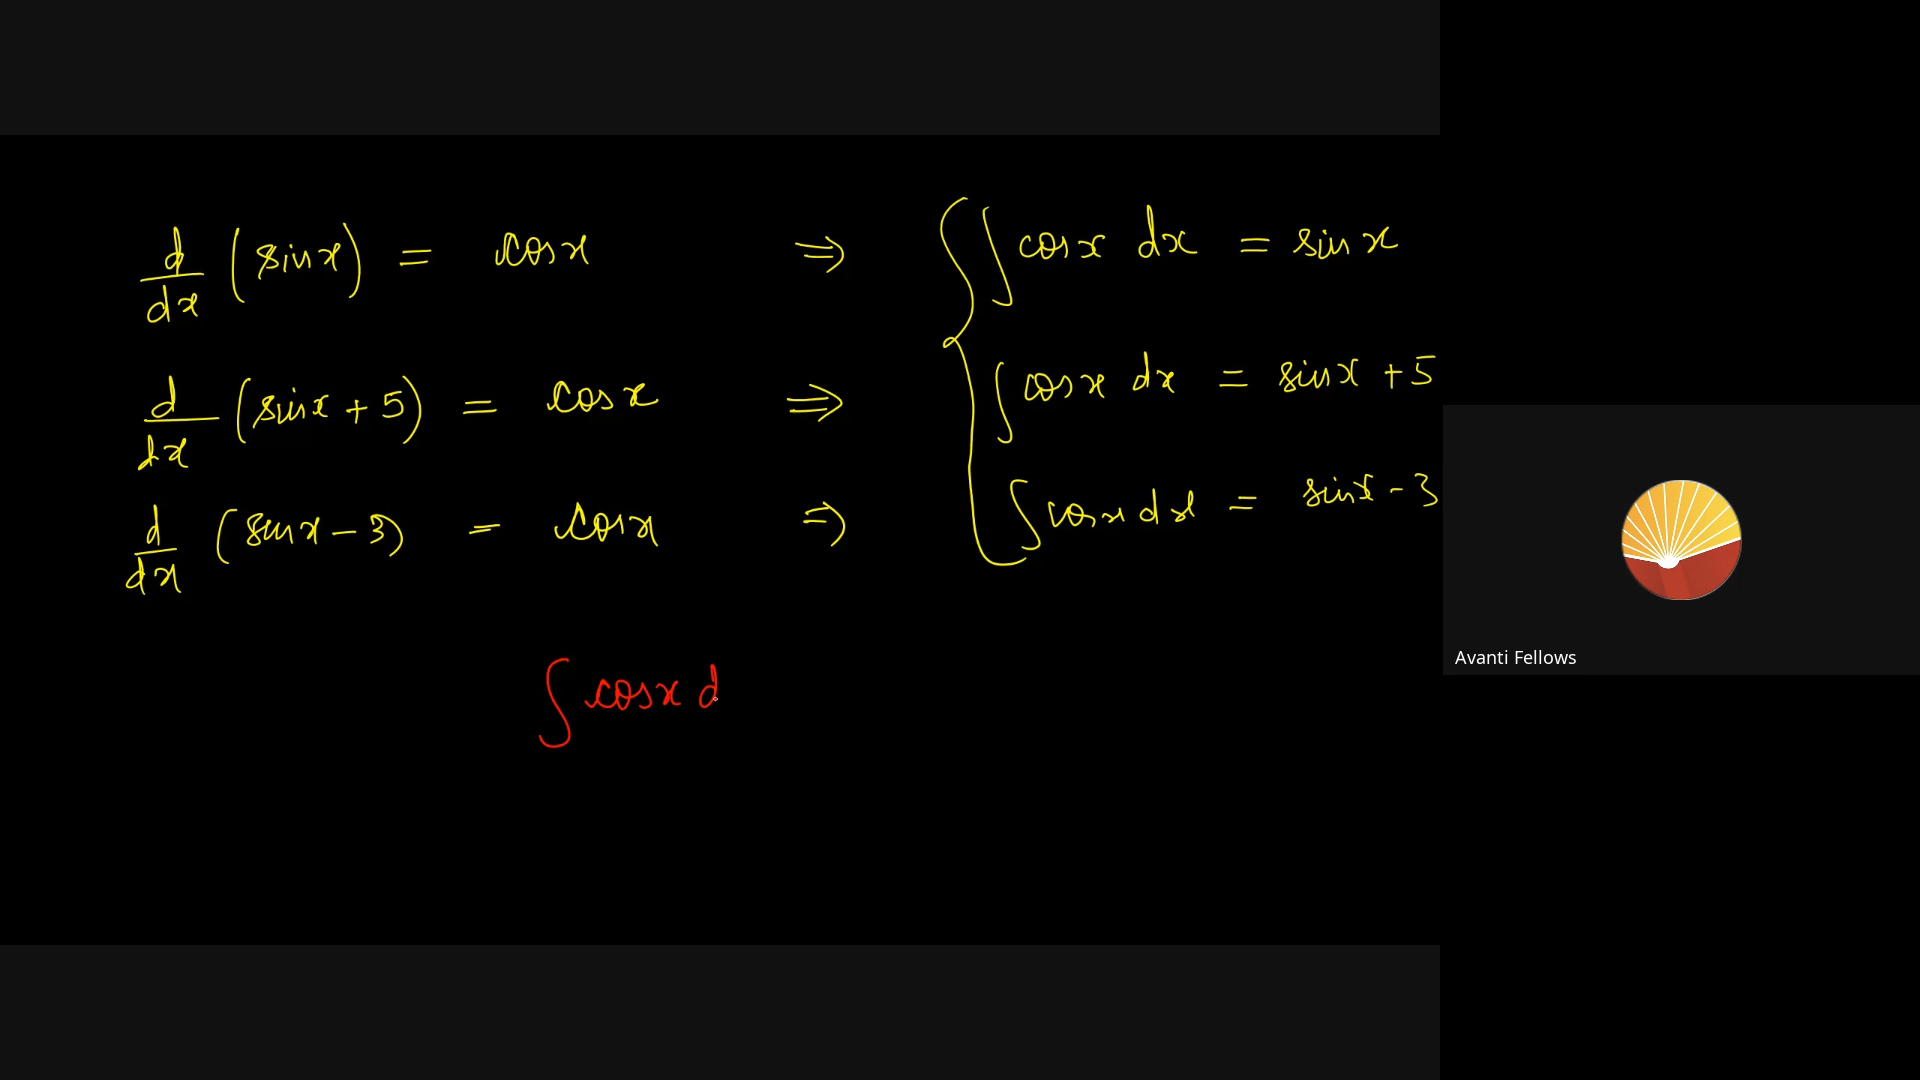 d/dx (sin x) = cos x ⇒ ∫ cos x dx = sin x
d/dx (sin x + 5) = cos x ⇒ ∫ cos x dx = sin x + 5
d/dx (sin x − 3) = cos x ⇒ ∫ cos x dx = sin x − 3
Avanti Fellows
∫ cos x d